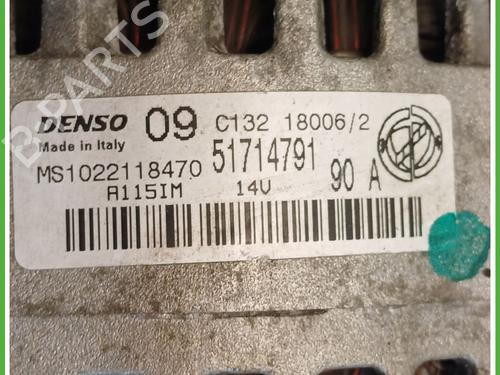 DENSO 09 C132 18006/2
Made in Italy
MS1022118470 51714791 90 A
A115IM 14V
B-PARTS